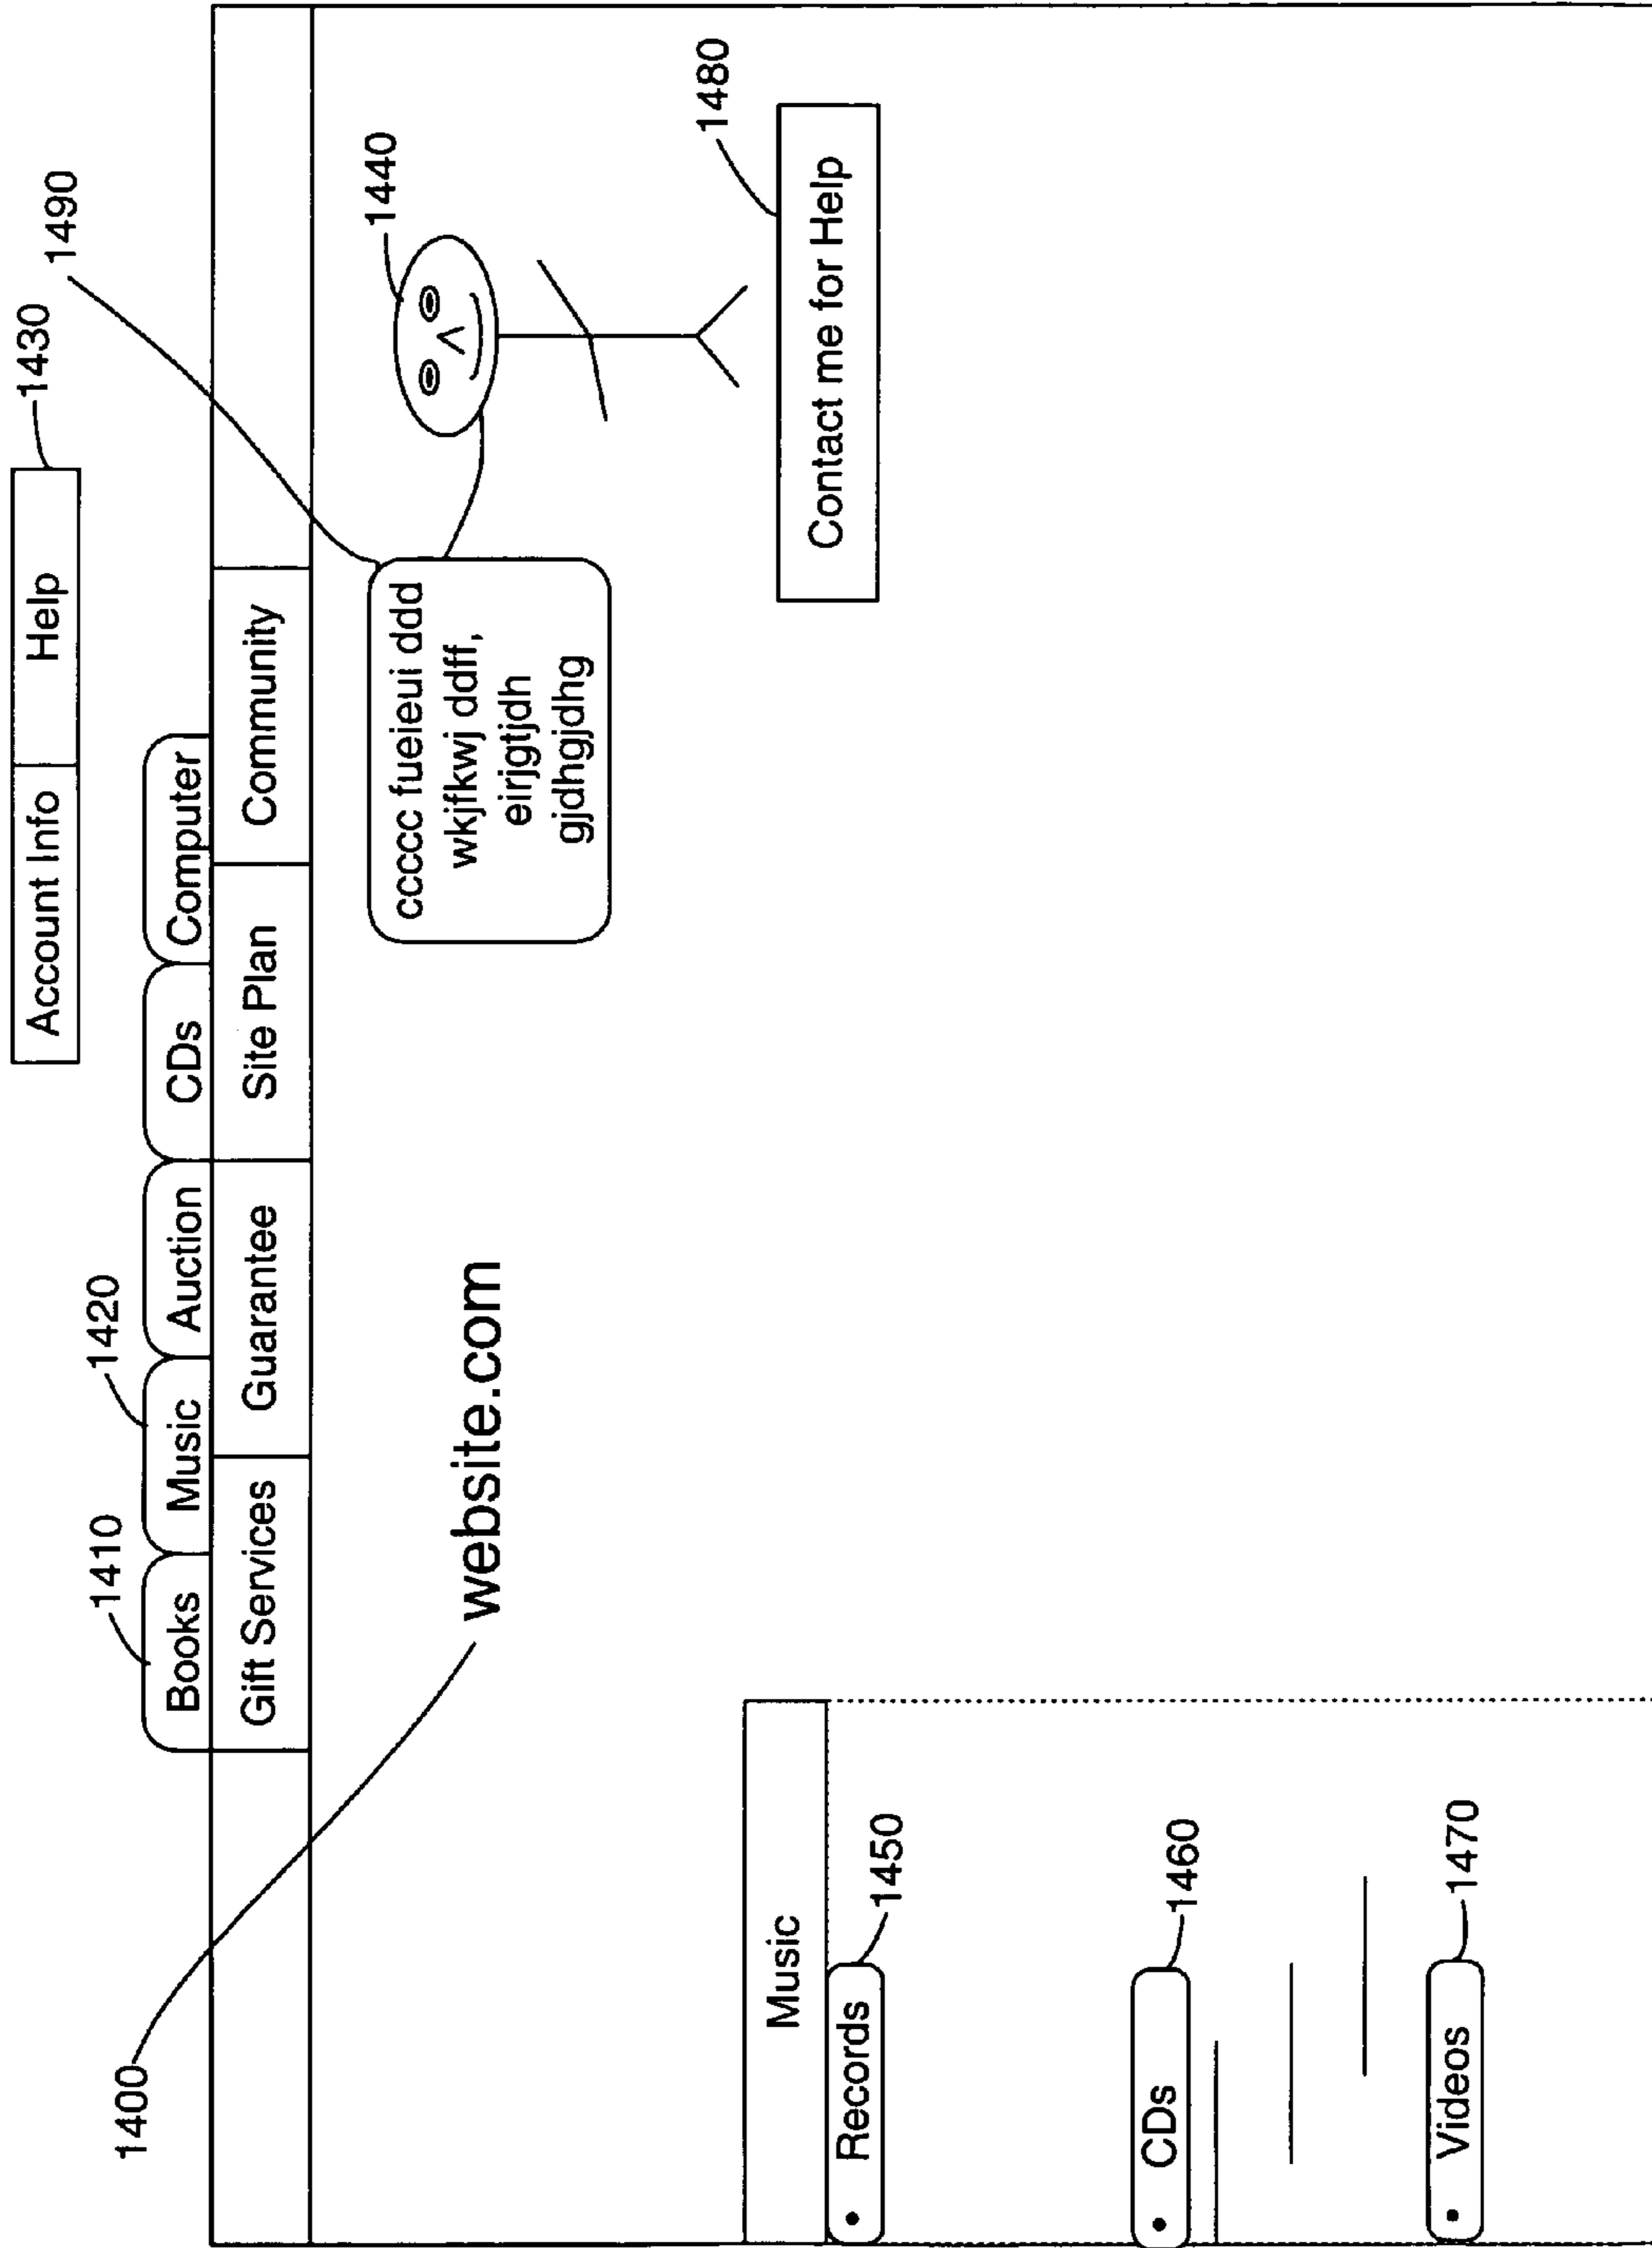 1430
Account Info Help
1490
1410
1420
Books Music Auction CDs Computer
Gift Services Guarantee Site Plan Community
1400
website.com
1440
ccccc fueieui ddd
wkjfkwj ddff,
eirjgtjdh
gjdhgjdhg
1480
Contact me for Help
Music
• Records
1450
• CDs
1460
• Videos
1470